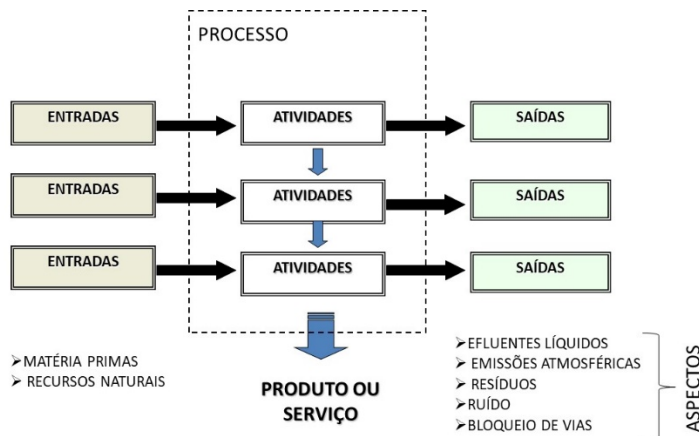 PROCESSO
ENTRADAS
ATIVIDADES
SAÍDAS
ENTRADAS
ATIVIDADES
SAÍDAS
ENTRADAS
ATIVIDADES
SAÍDAS
➤MATÉRIA PRIMAS
➤ RECURSOS NATURAIS
PRODUTO OU
SERVIÇO
➤EFLUENTES LÍQUIDOS
➤ EMISSÕES ATMOSFÉRICAS
➤ RESÍDUOS
➤RUÍDO
➤BLOQUEIO DE VIAS
ASPECTOS